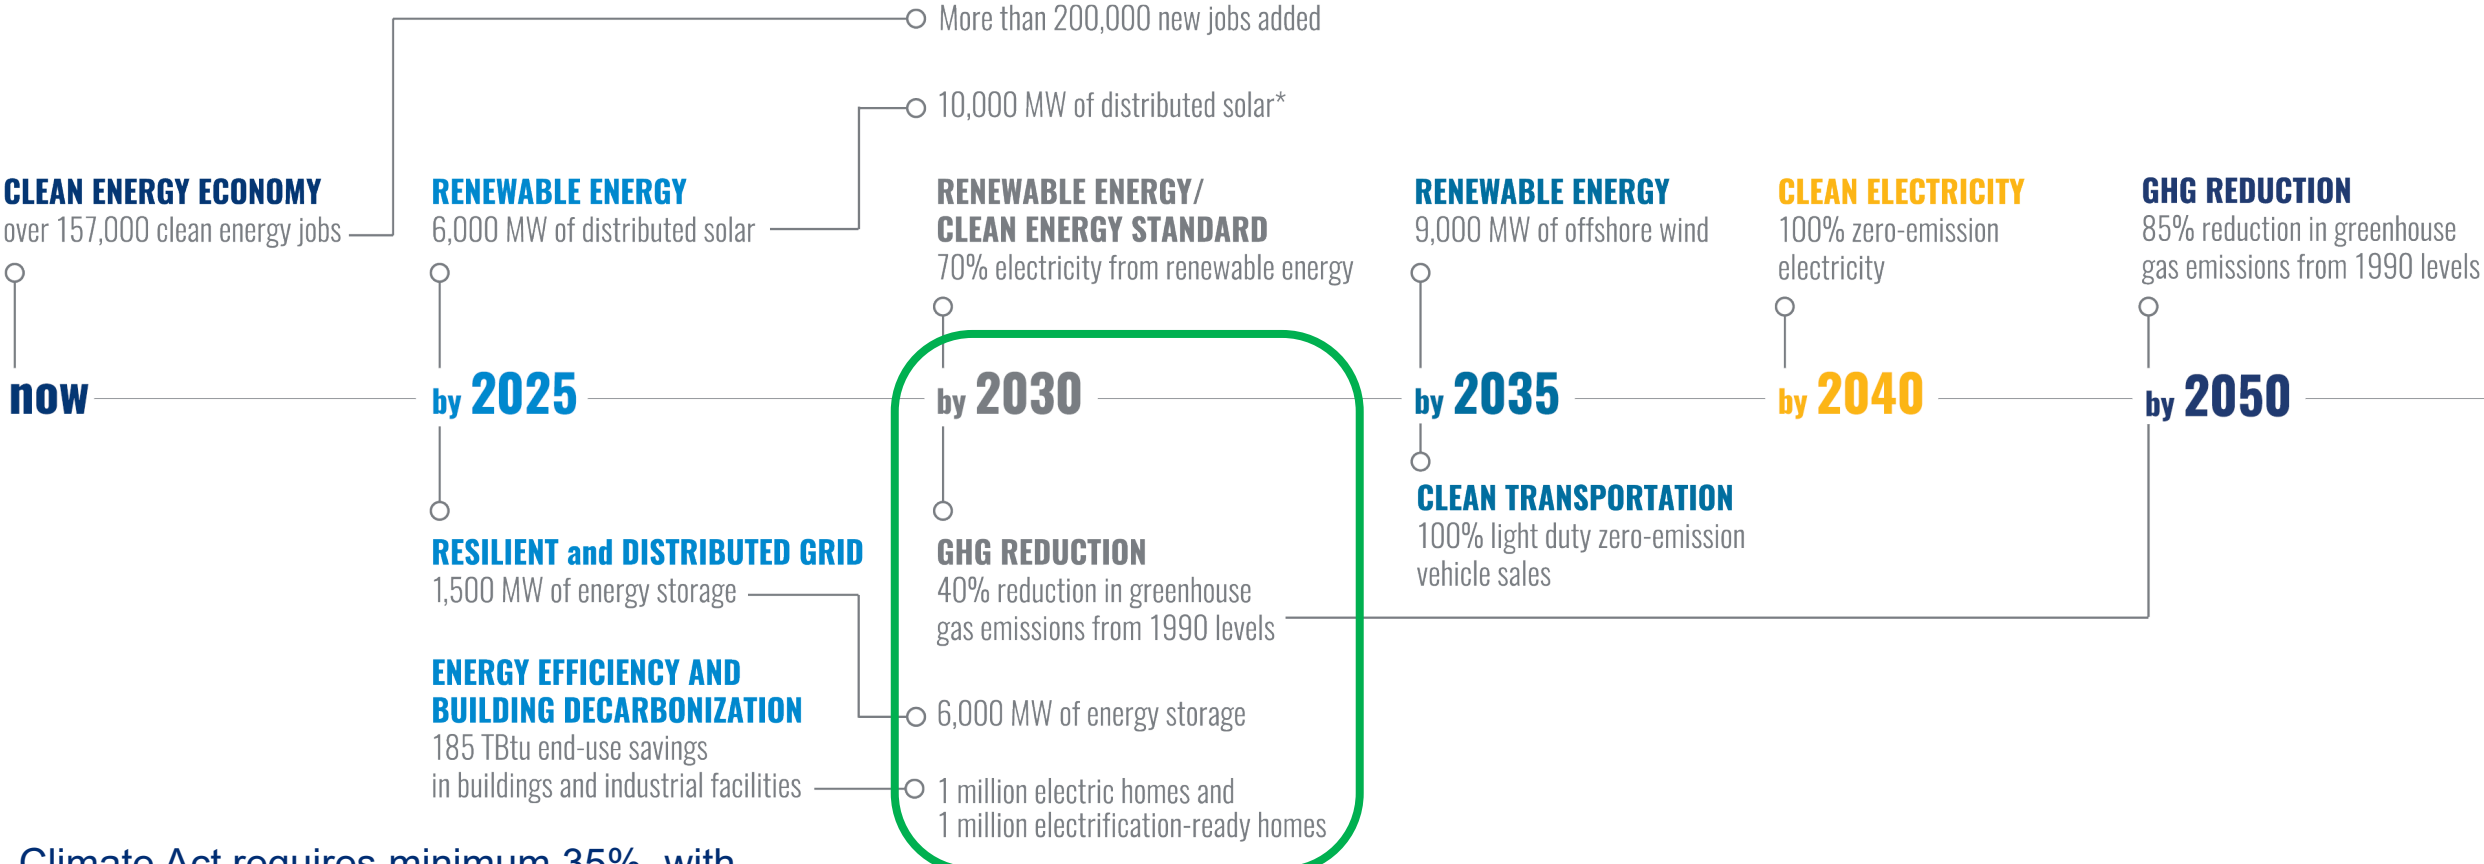 More than 200,000 new jobs added
10,000 MW of distributed solar*
CLEAN ENERGY ECONOMY
over 157,000 clean energy jobs
RENEWABLE ENERGY
6,000 MW of distributed solar
RENEWABLE ENERGY/
CLEAN ENERGY STANDARD
70% electricity from renewable energy
RENEWABLE ENERGY
9,000 MW of offshore wind
CLEAN ELECTRICITY
100% zero-emission
electricity
GHG REDUCTION
85% reduction in greenhouse
gas emissions from 1990 levels
now
by 2025
by 2030
by 2035
by 2040
by 2050
RESILIENT and DISTRIBUTED GRID
1,500 MW of energy storage
ENERGY EFFICIENCY AND
BUILDING DECARBONIZATION
185 TBtu end-use savings
in buildings and industrial facilities
GHG REDUCTION
40% reduction in greenhouse
gas emissions from 1990 levels
6,000 MW of energy storage
1 million electric homes and
1 million electrification-ready homes
CLEAN TRANSPORTATION
100% light duty zero-emission
vehicle sales
Climate Act requires minimum 35%, with